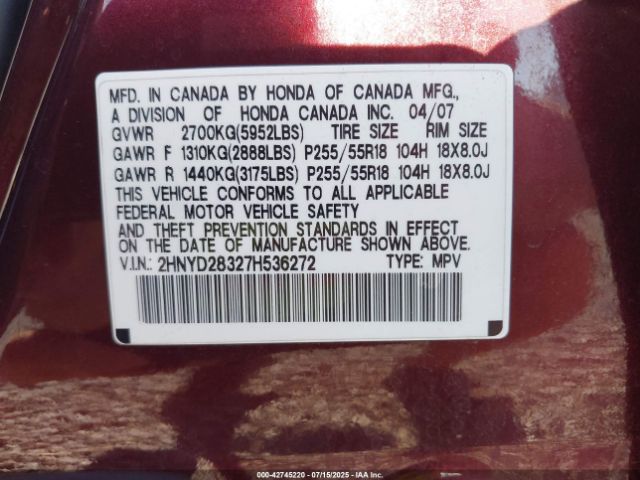 MFD. IN CANADA BY HONDA OF CANADA MFG.,
A DIVISION OF HONDA CANADA INC. 04/07
GVWR 2700KG(5952LBS) TIRE SIZE RIM SIZE
GAWR F 1310KG(2888LBS) P255/55R18 104H 18X8.0J
GAWR R 1440KG(3175LBS) P255/55R18 104H 18X8.0J
THIS VEHICLE CONFORMS TO ALL APPLICABLE
FEDERAL MOTOR VEHICLE SAFETY
AND THEFT PREVENTION STANDARDS IN EFFECT
ON THE DATE OF MANUFACTURE SHOWN ABOVE.
V.I.N.: 2HNYD28327H536272 TYPE: MPV
000-42745220 - 07/15/2025 - IAA Inc.